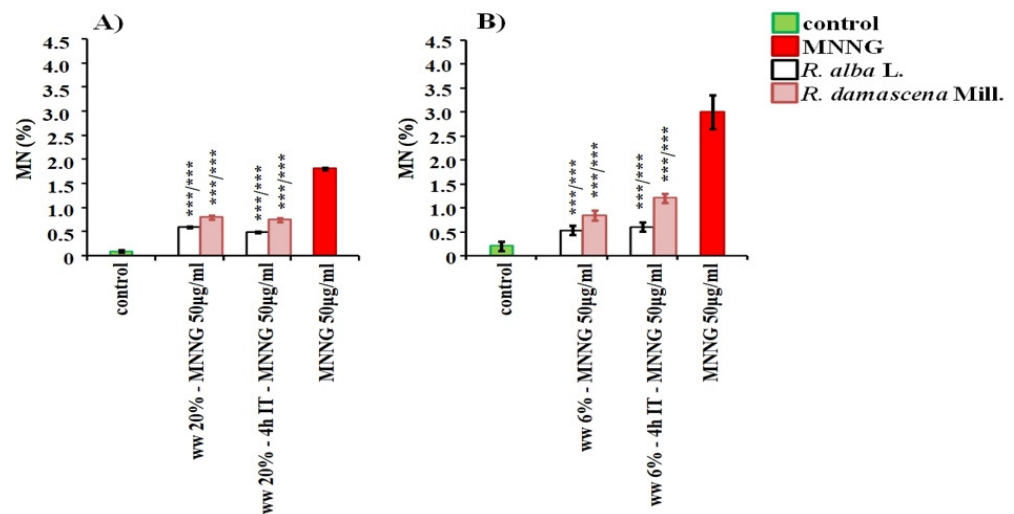 A)
MN (%)
4.5
4.0
3.5
3.0
2.5
2.0
1.5
1.0
0.5
0
***/***
***/***
***/***
***/***
control
ww 20% - MNNG 50µg/ml
ww 20% - 4h IT - MNNG 50µg/ml
MNNG 50µg/ml
B)
MN (%)
4.5
4.0
3.5
3.0
2.5
2.0
1.5
1.0
0.5
0
***/***
***/***
***/***
***/***
control
ww 6% - MNNG 50µg/ml
ww 6% - 4h IT - MNNG 50µg/ml
MNNG 50µg/ml
control
MNNG
R. alba L.
R. damascena Mill.